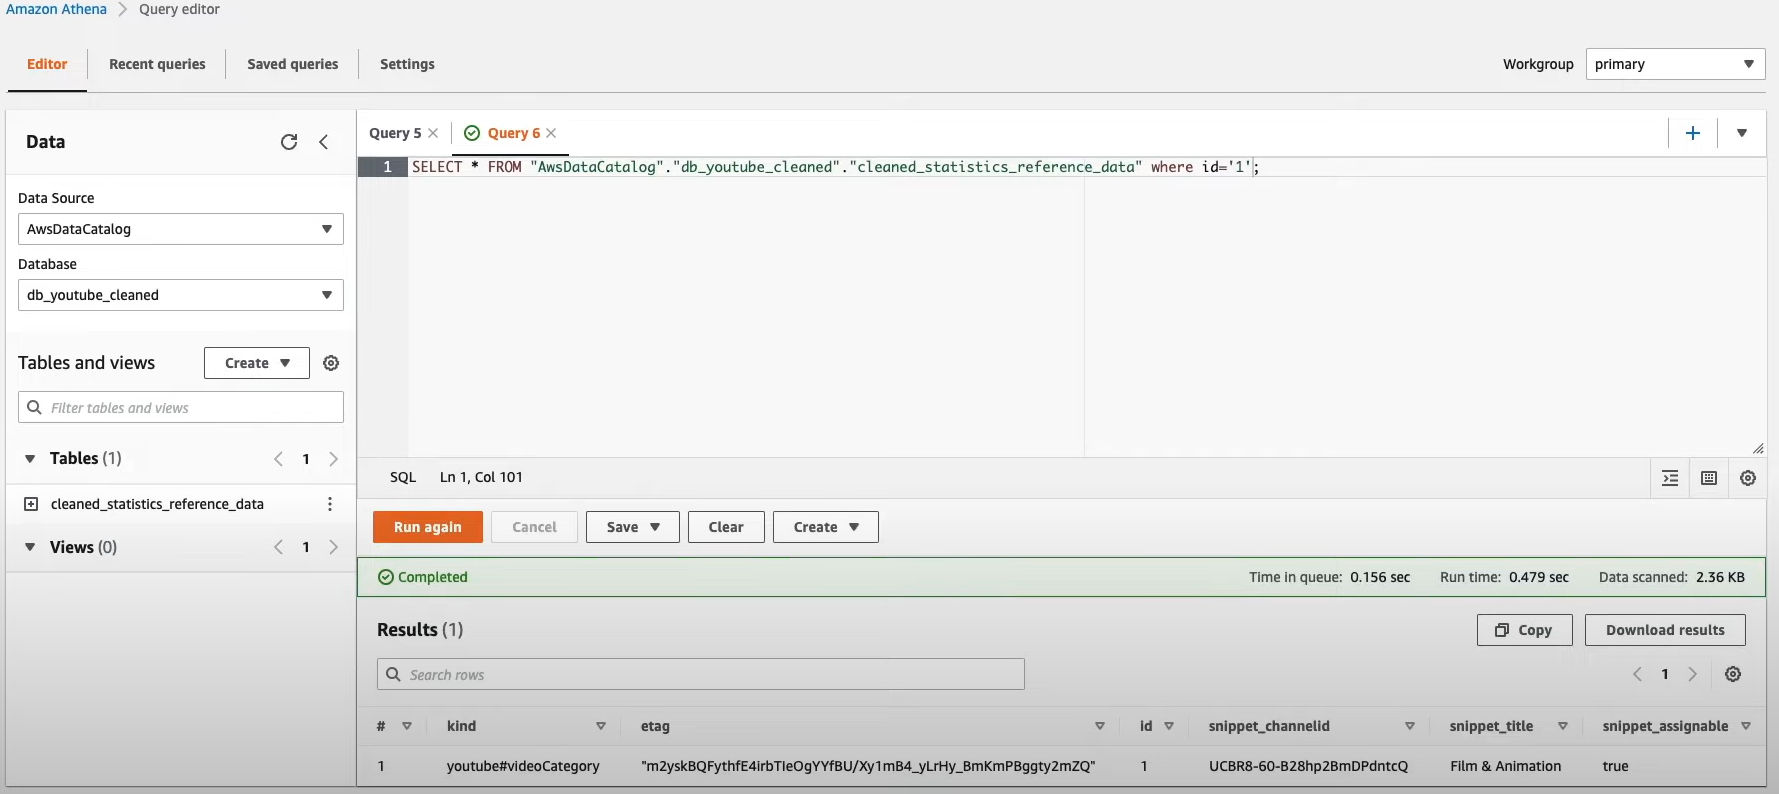 Amazon Athena > Query editor
Editor Recent queries Saved queries Settings Workgroup primary
Data
Data Source
AwsDataCatalog
Database
db_youtube_cleaned
Tables and views Create
Filter tables and views
Tables (1) < 1 >
cleaned_statistics_reference_data
Views (0) < 1 >
Query 5 Query 6
1 SELECT * FROM "AwsDataCatalog"."db_youtube_cleaned"."cleaned_statistics_reference_data" where id='1';
SQL Ln 1, Col 101
Run again Cancel Save Clear Create
Completed Time in queue: 0.156 sec Run time: 0.479 sec Data scanned: 2.36 KB
Results (1) Copy Download results
Search rows < 1 >
# kind etag id snippet_channelid snippet_title snippet_assignable
1 youtube#videoCategory "m2yskBQFythfE4irbTIeOgYYfBU/Xy1mB4_yLrHy_BmKmPBggty2mZQ" 1 UCBR8-60-B28hp2BmDPdntcQ Film & Animation true